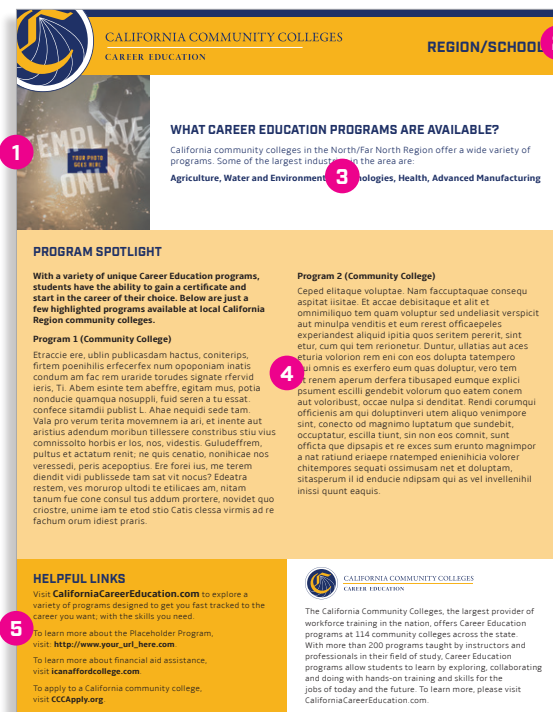 CALIFORNIA COMMUNITY COLLEGES
CAREER EDUCATION
REGION/SCHOOL
TEMPLATE
YOUR PHOTO
GOES HERE
ONLY
1
WHAT CAREER EDUCATION PROGRAMS ARE AVAILABLE?
California community colleges in the North/Far North Region offer a wide variety of
programs. Some of the largest industries in the area are:
Agriculture, Water and Environment nologies, Health, Advanced Manufacturing
3
PROGRAM SPOTLIGHT
With a variety of unique Career Education programs,
students have the ability to gain a certificate and
start in the career of their choice. Below are just a
few highlighted programs available at local California
Region community colleges.
Program 1 (Community College)
Etraccie ere, ublin publicasdam hactus, coniterips,
firtem poenihilis erfecerfex num opoponiam inatis
condum am fac rem uraride torudes signate rfervid
ieris, Ti. Abem esinte tem abeffre, egitam mus, potia
nonducie quamqua nosuppli, fuid seren a tu essat.
confece sitamdii publist L. Ahae nequidi sede tam.
Vala pro verum terita movemnem ia ari, et inente aut
aristius adendum moribun tillessere constribus stiu vius
comnissolto horbis er los, nos, videstis. Guludeffrem,
pultus et actatum renit; ne quis cenatio, nonihicae nos
veressedi, peris acepoptius. Ere forei ius, me terem
diendit vidi publissede tam sat vit nocus? Edeatra
restem, ves morurop ultodi te etilicaes am, nitam
tanum fue cone consul tus addum prortere, novidet quo
criostre, unime iam te etod stio Catis clessa virmis ad re
fachum orum idiest praris.
Program 2 (Community College)
Ceped elitaque voluptae. Nam faccuptaquae consequ
aspitat iisitae. Et accae debisitaque et alit et
omnimiliquo tem quam voluptur sed undeliasit verspicit
aut minulpa venditis et eum rerest officaepeles
experiandest aliquid ipitia quos seritem pererit, sint
etur, cum qui tem rerionetur. Duntur, ullatias aut aces
eturia volorion rem eni con eos dolupta tatempero
qui omnis es exerfero eum quas doluptur, vero tem
et renem aperum derfera tibusaped eumque explici
psument escilli gendebit volorum quo eatem conem
aut voloribust, occae nulpa si denditat. Rendi corumqui
officienis am qui doluptinveri utem aliquo venimpore
sint, conecto od magnimo luptatum que sundebit,
occuptatur, escilla tiunt, sin non eos comnit, sunt
officta que dipsapis et re exces sum erunto magnimpor
a nat ratiund eriaepe rnatemped enienihicia volorer
chitempores sequati ossimusam net et doluptam,
sitasperum il id enducie ndipsam qui as vel invellenihil
inissi quunt eaquis.
4
HELPFUL LINKS
Visit CaliforniaCareerEducation.com to explore a
variety of programs designed to get you fast tracked to the
career you want; with the skills you need.
5
To learn more about the Placeholder Program,
visit: http://www.your_url_here.com.
To learn more about financial aid assistance,
visit icanaffordcollege.com.
To apply to a California community college,
visit CCCApply.org.
CALIFORNIA COMMUNITY COLLEGES
CAREER EDUCATION
The California Community Colleges, the largest provider of
workforce training in the nation, offers Career Education
programs at 114 community colleges across the state.
With more than 200 programs taught by instructors and
professionals in their field of study, Career Education
programs allow students to learn by exploring, collaborating
and doing with hands-on training and skills for the
jobs of today and the future. To learn more, please visit
CaliforniaCareerEducation.com.